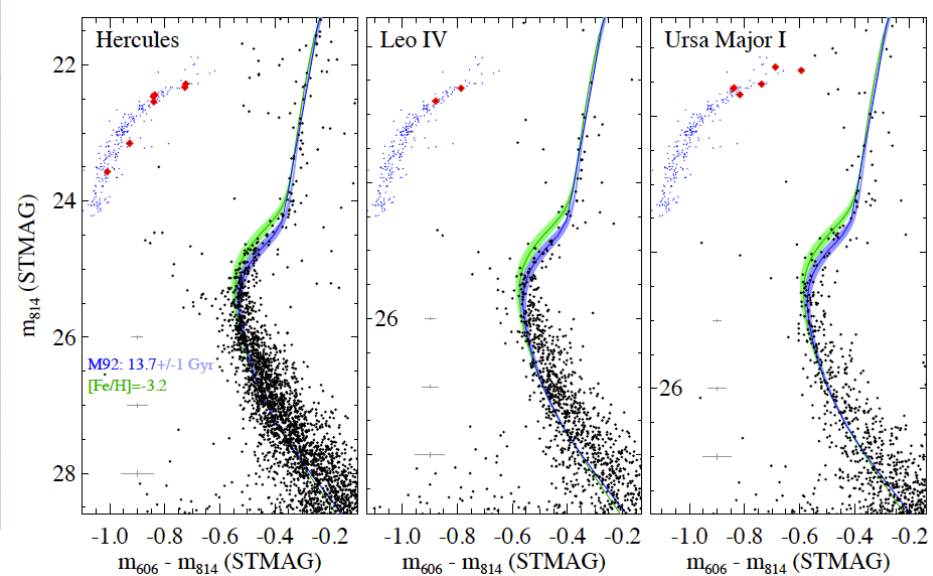 Hercules
Leo IV
Ursa Major I
22
24
26
28
26
26
m814 (STMAG)
M92: 13.7+/-1 Gyr
[Fe/H]=-3.2
-1.0 -0.8 -0.6 -0.4 -0.2
-1.0 -0.8 -0.6 -0.4 -0.2
-1.0 -0.8 -0.6 -0.4 -0.2
m606 - m814 (STMAG)
m606 - m814 (STMAG)
m606 - m814 (STMAG)